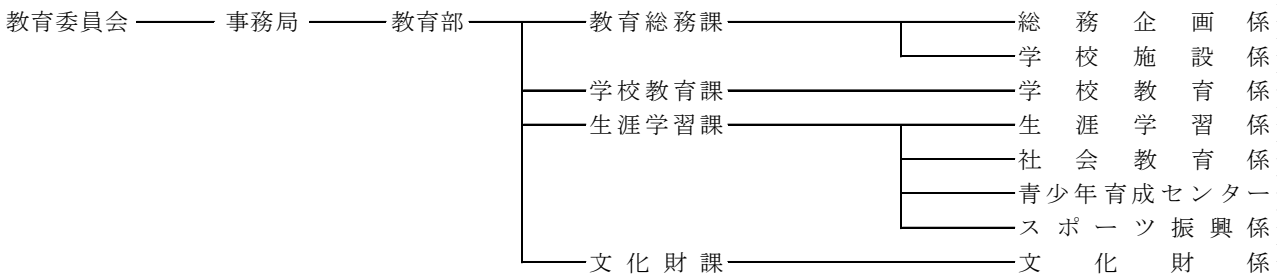 教育委員会 事務局 教育部 教育総務課 総務企画係
学校施設係
学校教育課 学校教育係
生涯学習課 生涯学習係
社会教育係
青少年育成センター
スポーツ振興係
文化財課 文化財係